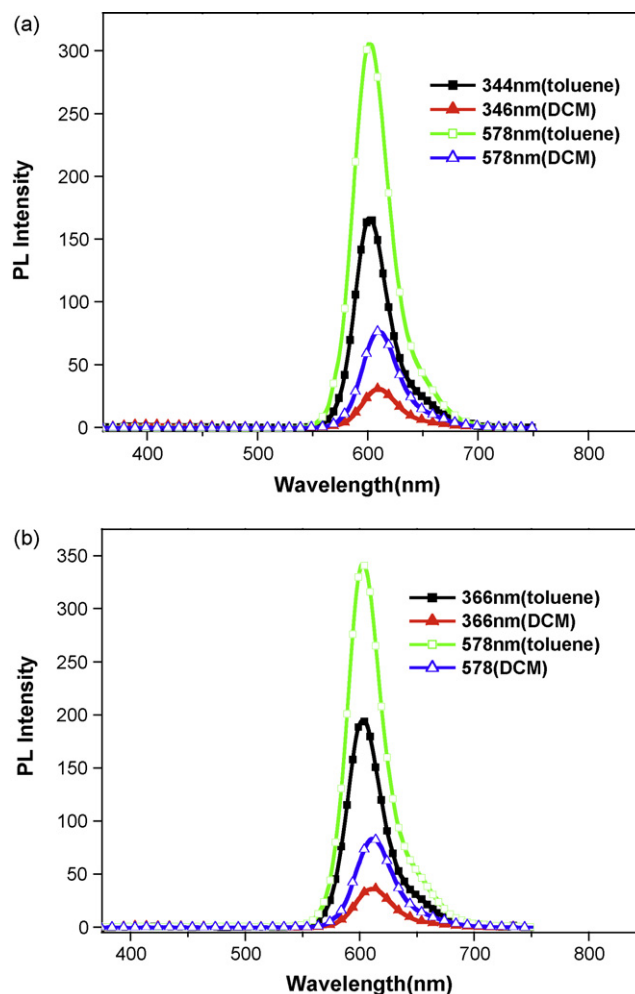 (a)
300
250
200
150
100
50
0
PL Intensity
344nm(toluene)
346nm(DCM)
578nm(toluene)
578nm(DCM)
400 500 600 700 800
Wavelength(nm)
(b)
350
300
250
200
150
100
50
0
PL Intensity
366nm(toluene)
366nm(DCM)
578nm(toluene)
578(DCM)
400 500 600 700 800
Wavelength(nm)